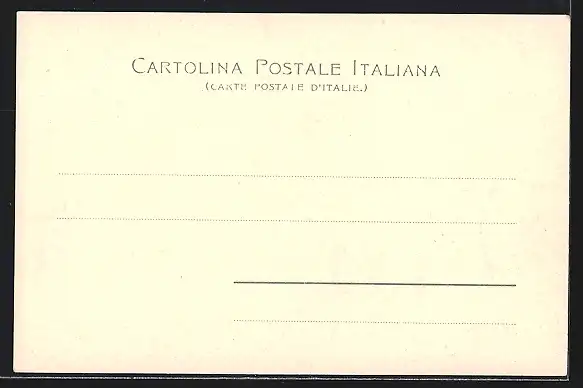 CARTOLINA POSTALE ITALIANA
(CARTE POSTALE D'ITALIE.)